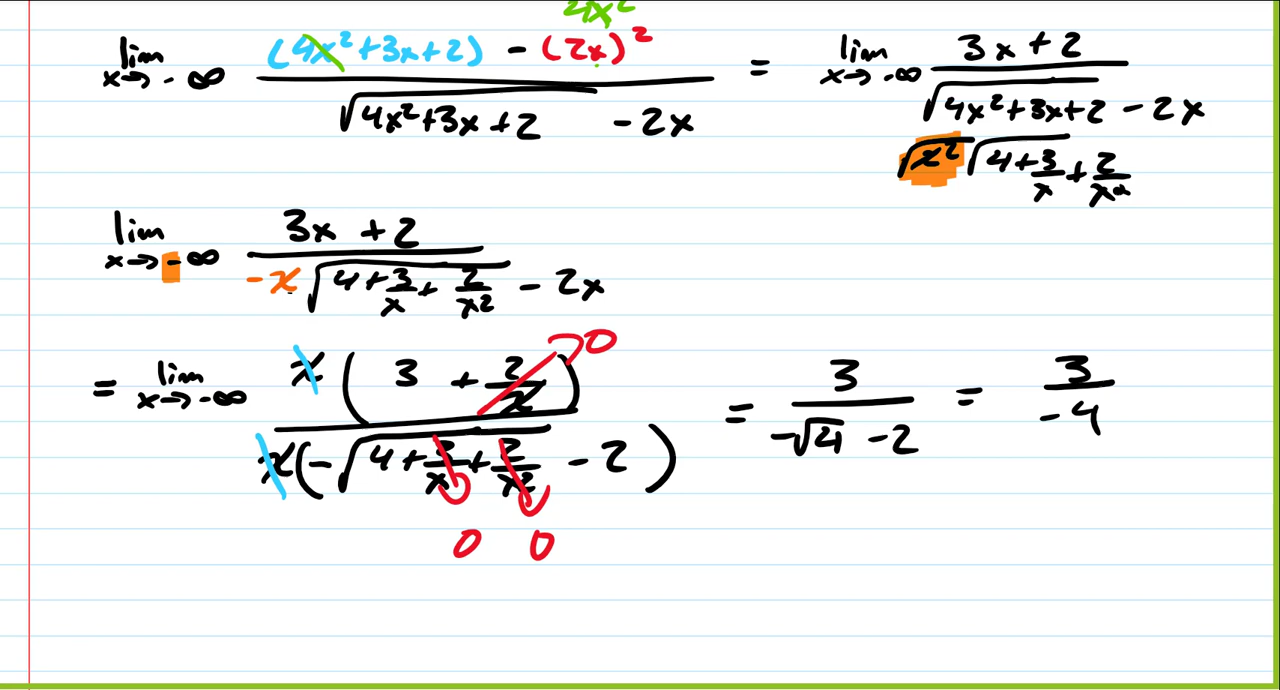 4x²
lim x→-∞ (4x²+3x+2) - (2x)² / √(4x²+3x+2) - 2x = lim x→-∞ 3x+2 / √(4x²+3x+2) - 2x
√x² √(4+3/x+2/x²)
lim x→-∞ 3x+2 / -x√(4+3/x+2/x²) - 2x
= lim x→-∞ x(3+2/x) / x(-√(4+3/x+2/x²) - 2) = 3 / -√4 - 2 = 3 / -4
0
0 0